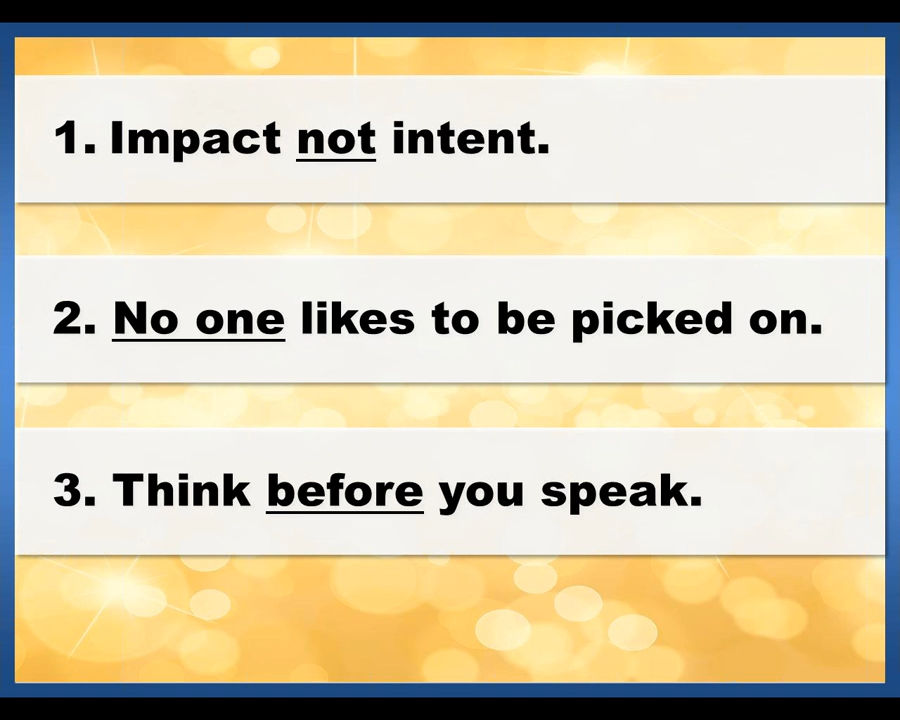 1. Impact not intent.
2. No one likes to be picked on.
3. Think before you speak.